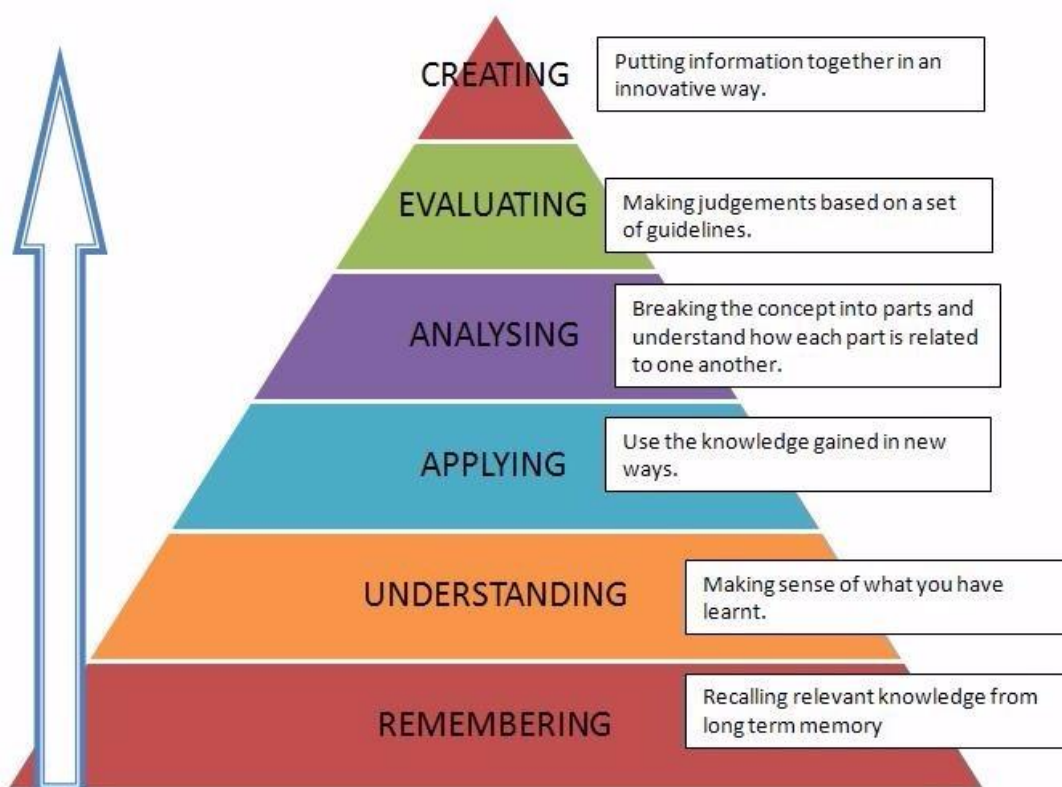 CREATING
Putting information together in an
innovative way.
EVALUATING
Making judgements based on a set
of guidelines.
ANALYSING
Breaking the concept into parts and
understand how each part is related
to one another.
APPLYING
Use the knowledge gained in new
ways.
UNDERSTANDING
Making sense of what you have
learnt.
REMEMBERING
Recalling relevant knowledge from
long term memory